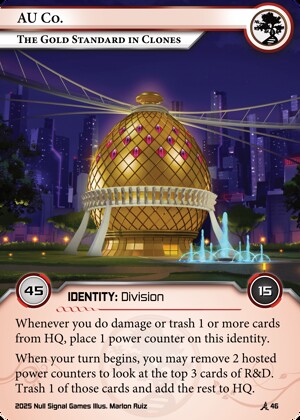 AU Co.
The Gold Standard in Clones
45
IDENTITY: Division
15
Whenever you do damage or trash 1 or more cards
from HQ, place 1 power counter on this identity.
When your turn begins, you may remove 2 hosted
power counters to look at the top 3 cards of R&D.
Trash 1 of those cards and add the rest to HQ.
2025 Null Signal Games Illus. Marlon Ruiz
46